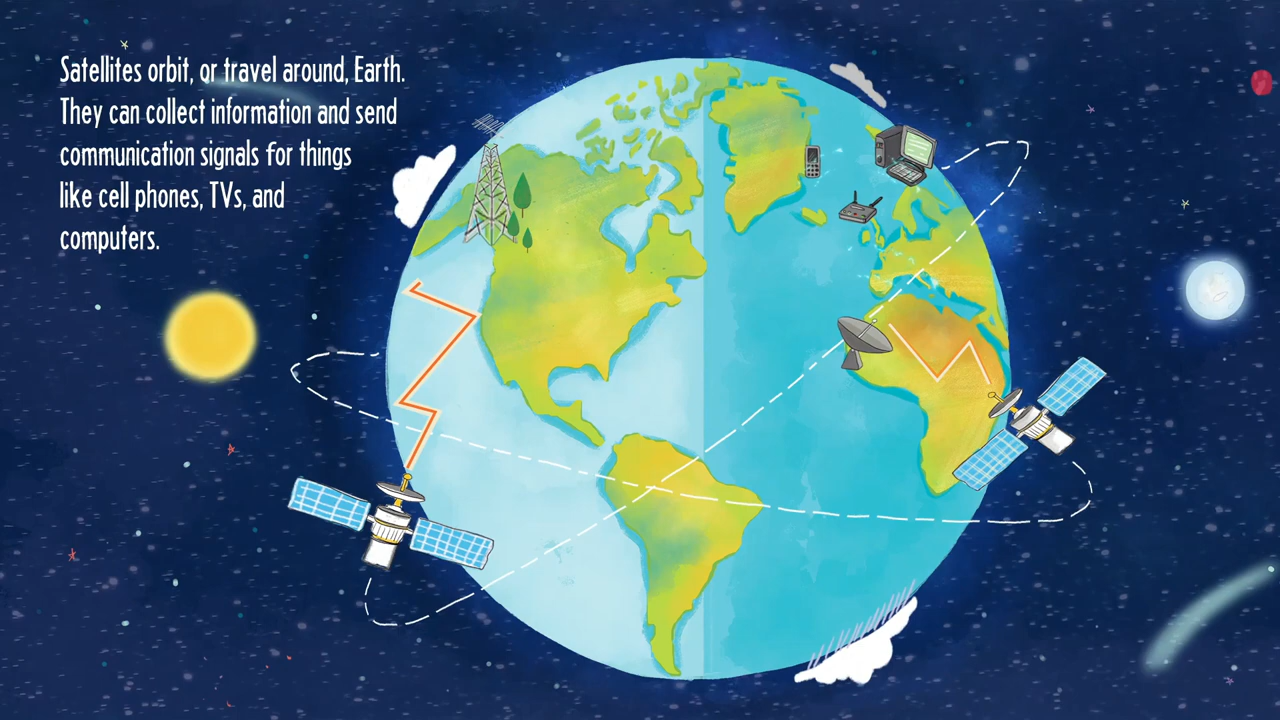 Satellites orbit, or travel around, Earth.
They can collect information and send
communication signals for things
like cell phones, TVs, and
computers.